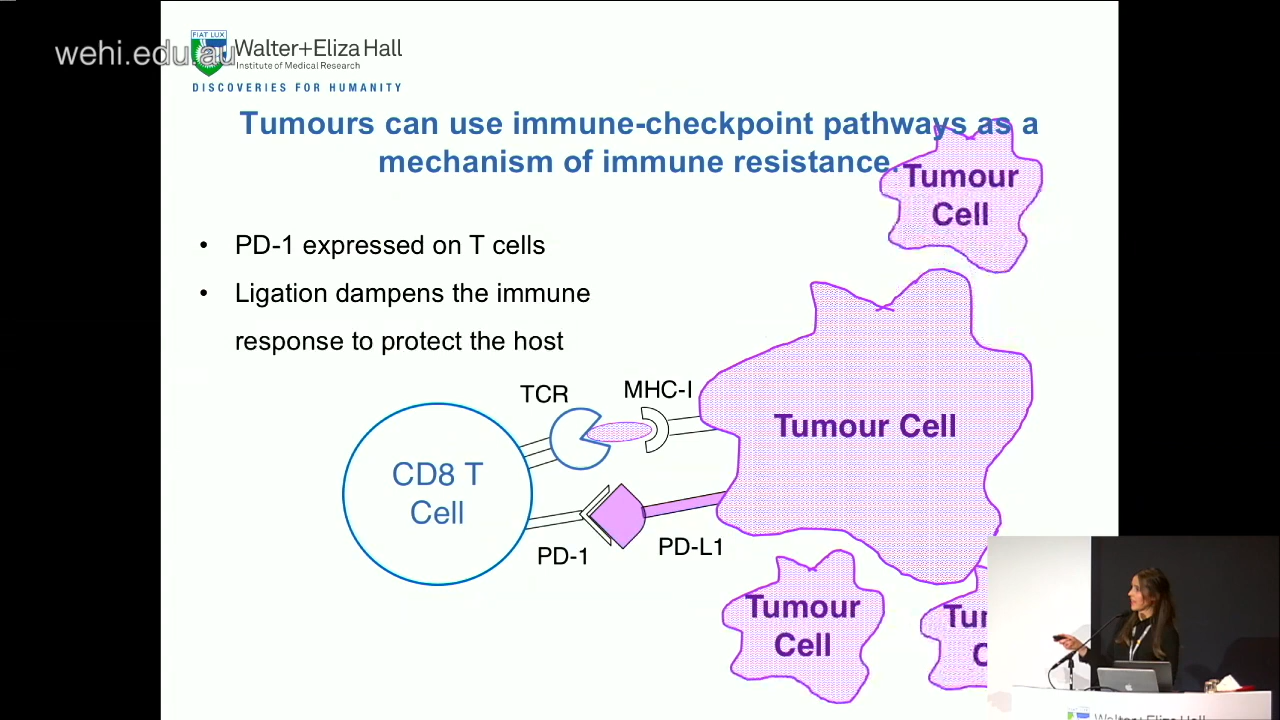 wehi.edu.au
FIAT LUX
Walter+Eliza Hall
Institute of Medical Research
DISCOVERIES FOR HUMANITY
Tumours can use immune-checkpoint pathways as a
mechanism of immune resistance.
Tumour
Cell
• PD-1 expressed on T cells
• Ligation dampens the immune
response to protect the host
TCR
MHC-I
Tumour Cell
CD8 T
Cell
PD-1
PD-L1
Tumour
Cell
Tu
C
Walter+Eliza Hall